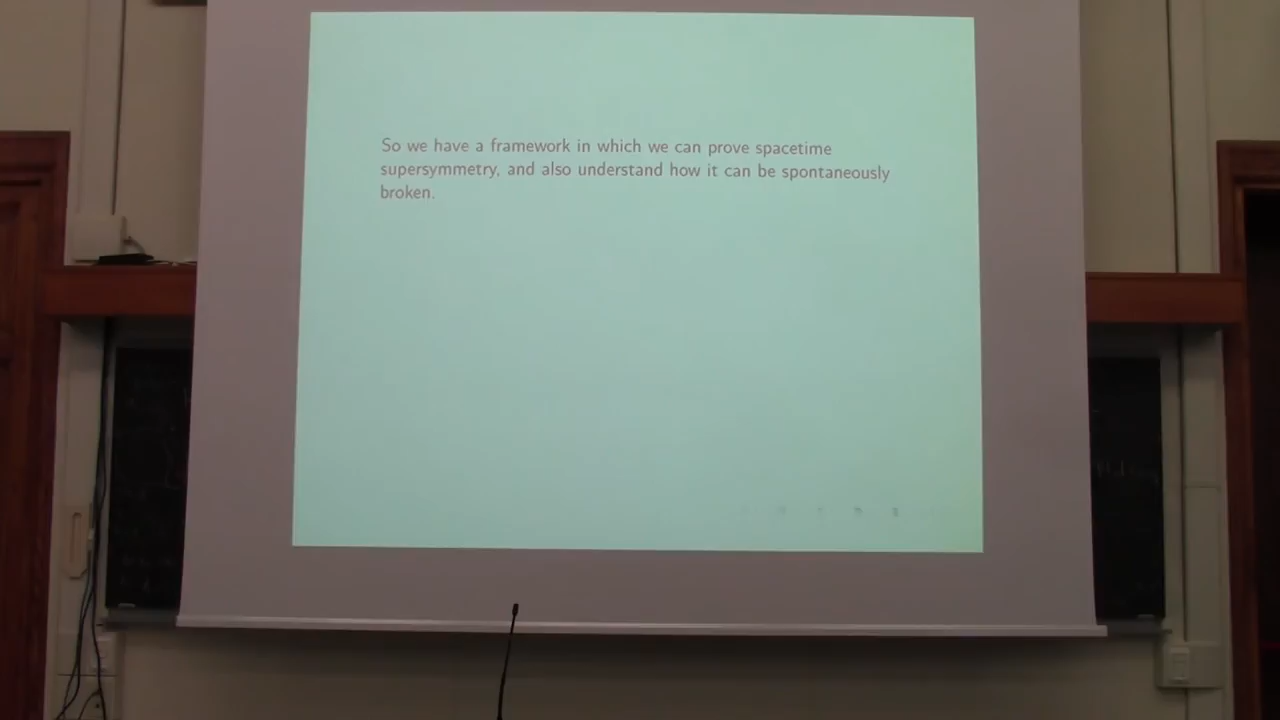 So we have a framework in which we can prove spacetime
supersymmetry, and also understand how it can be spontaneously
broken.